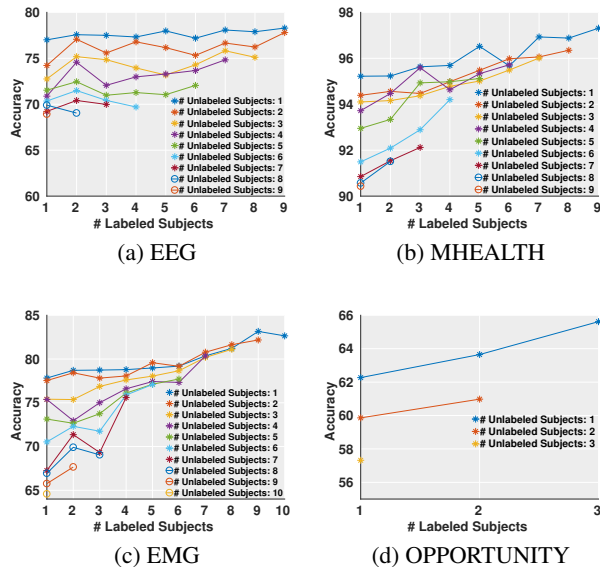 80
75
70
65
60
Accuracy
# Unlabeled Subjects: 1
# Unlabeled Subjects: 2
# Unlabeled Subjects: 3
# Unlabeled Subjects: 4
# Unlabeled Subjects: 5
# Unlabeled Subjects: 6
# Unlabeled Subjects: 7
# Unlabeled Subjects: 8
# Unlabeled Subjects: 9
1 2 3 4 5 6 7 8 9
# Labeled Subjects
(a) EEG
98
96
94
92
90
Accuracy
# Unlabeled Subjects: 1
# Unlabeled Subjects: 2
# Unlabeled Subjects: 3
# Unlabeled Subjects: 4
# Unlabeled Subjects: 5
# Unlabeled Subjects: 6
# Unlabeled Subjects: 7
# Unlabeled Subjects: 8
# Unlabeled Subjects: 9
1 2 3 4 5 6 7 8 9
# Labeled Subjects
(b) MHEALTH
85
80
75
70
65
Accuracy
# Unlabeled Subjects: 1
# Unlabeled Subjects: 2
# Unlabeled Subjects: 3
# Unlabeled Subjects: 4
# Unlabeled Subjects: 5
# Unlabeled Subjects: 6
# Unlabeled Subjects: 7
# Unlabeled Subjects: 8
# Unlabeled Subjects: 9
# Unlabeled Subjects: 10
1 2 3 4 5 6 7 8 9 10
# Labeled Subjects
(c) EMG
66
64
62
60
58
56
Accuracy
# Unlabeled Subjects: 1
# Unlabeled Subjects: 2
# Unlabeled Subjects: 3
1 2 3
# Labeled Subjects
(d) OPPORTUNITY